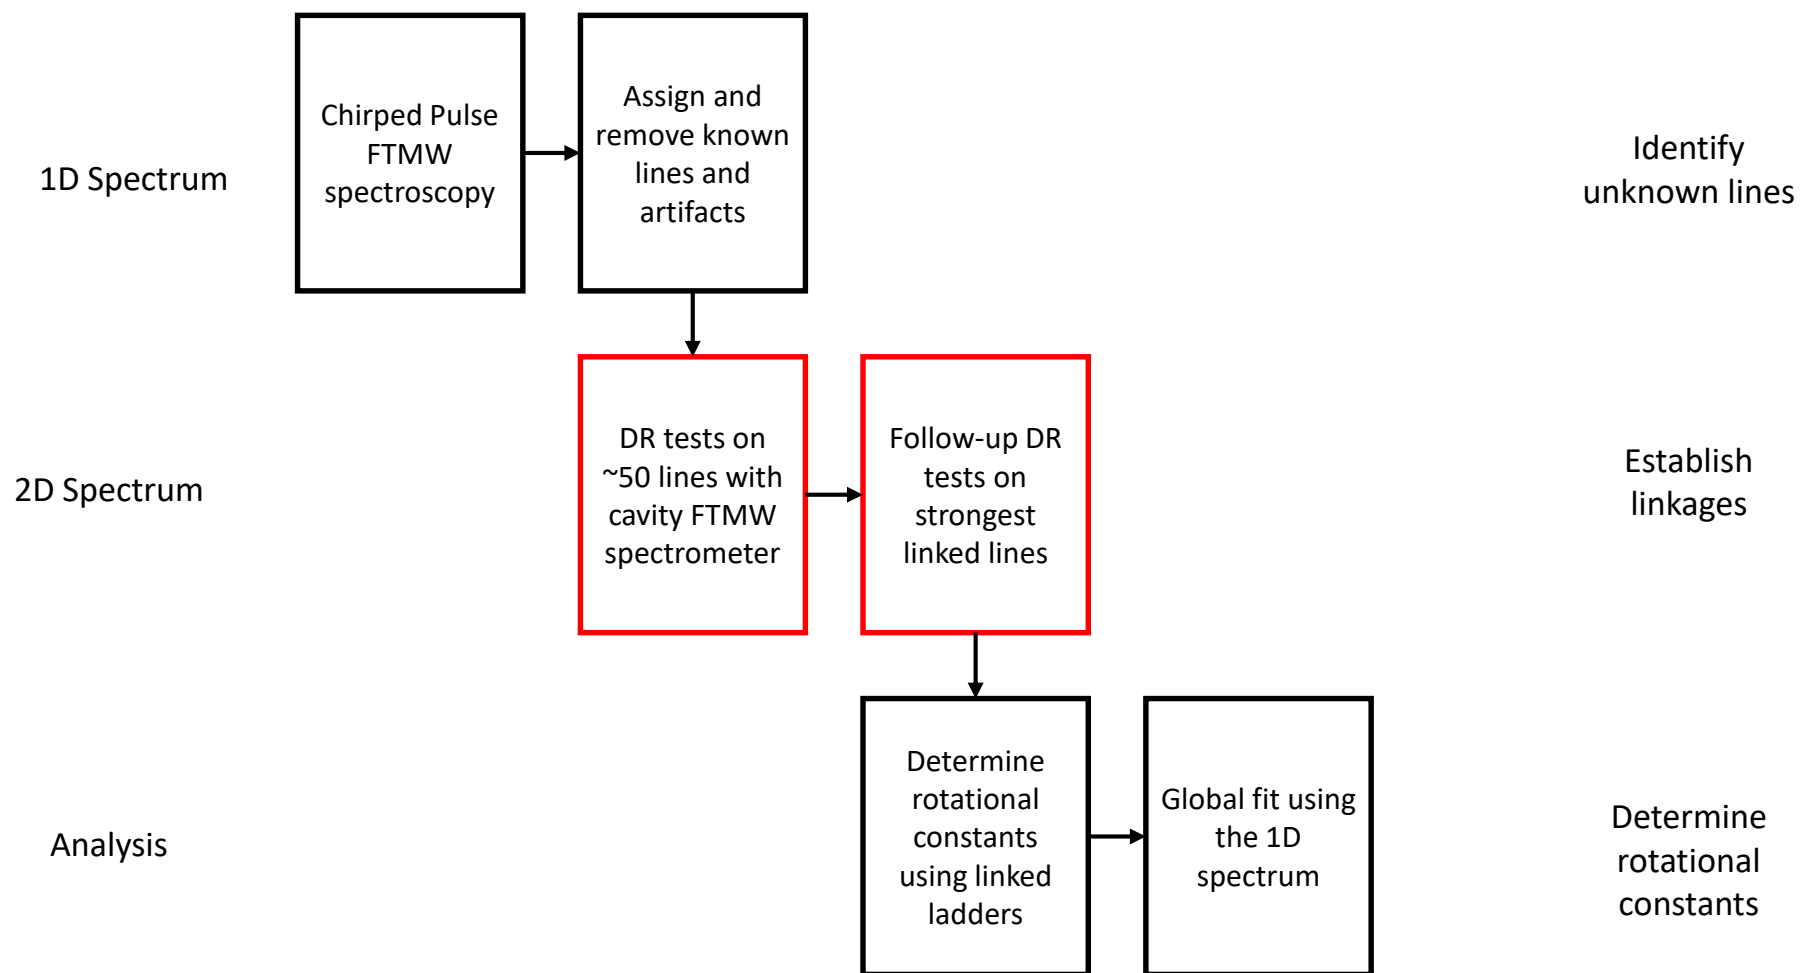 1D Spectrum
Chirped Pulse
FTMW
spectroscopy
Assign and
remove known
lines and
artifacts
Identify
unknown lines
2D Spectrum
DR tests on
~50 lines with
cavity FTMW
spectrometer
Follow-up DR
tests on
strongest
linked lines
Establish
linkages
Analysis
Determine
rotational
constants
using linked
ladders
Global fit using
the 1D
spectrum
Determine
rotational
constants